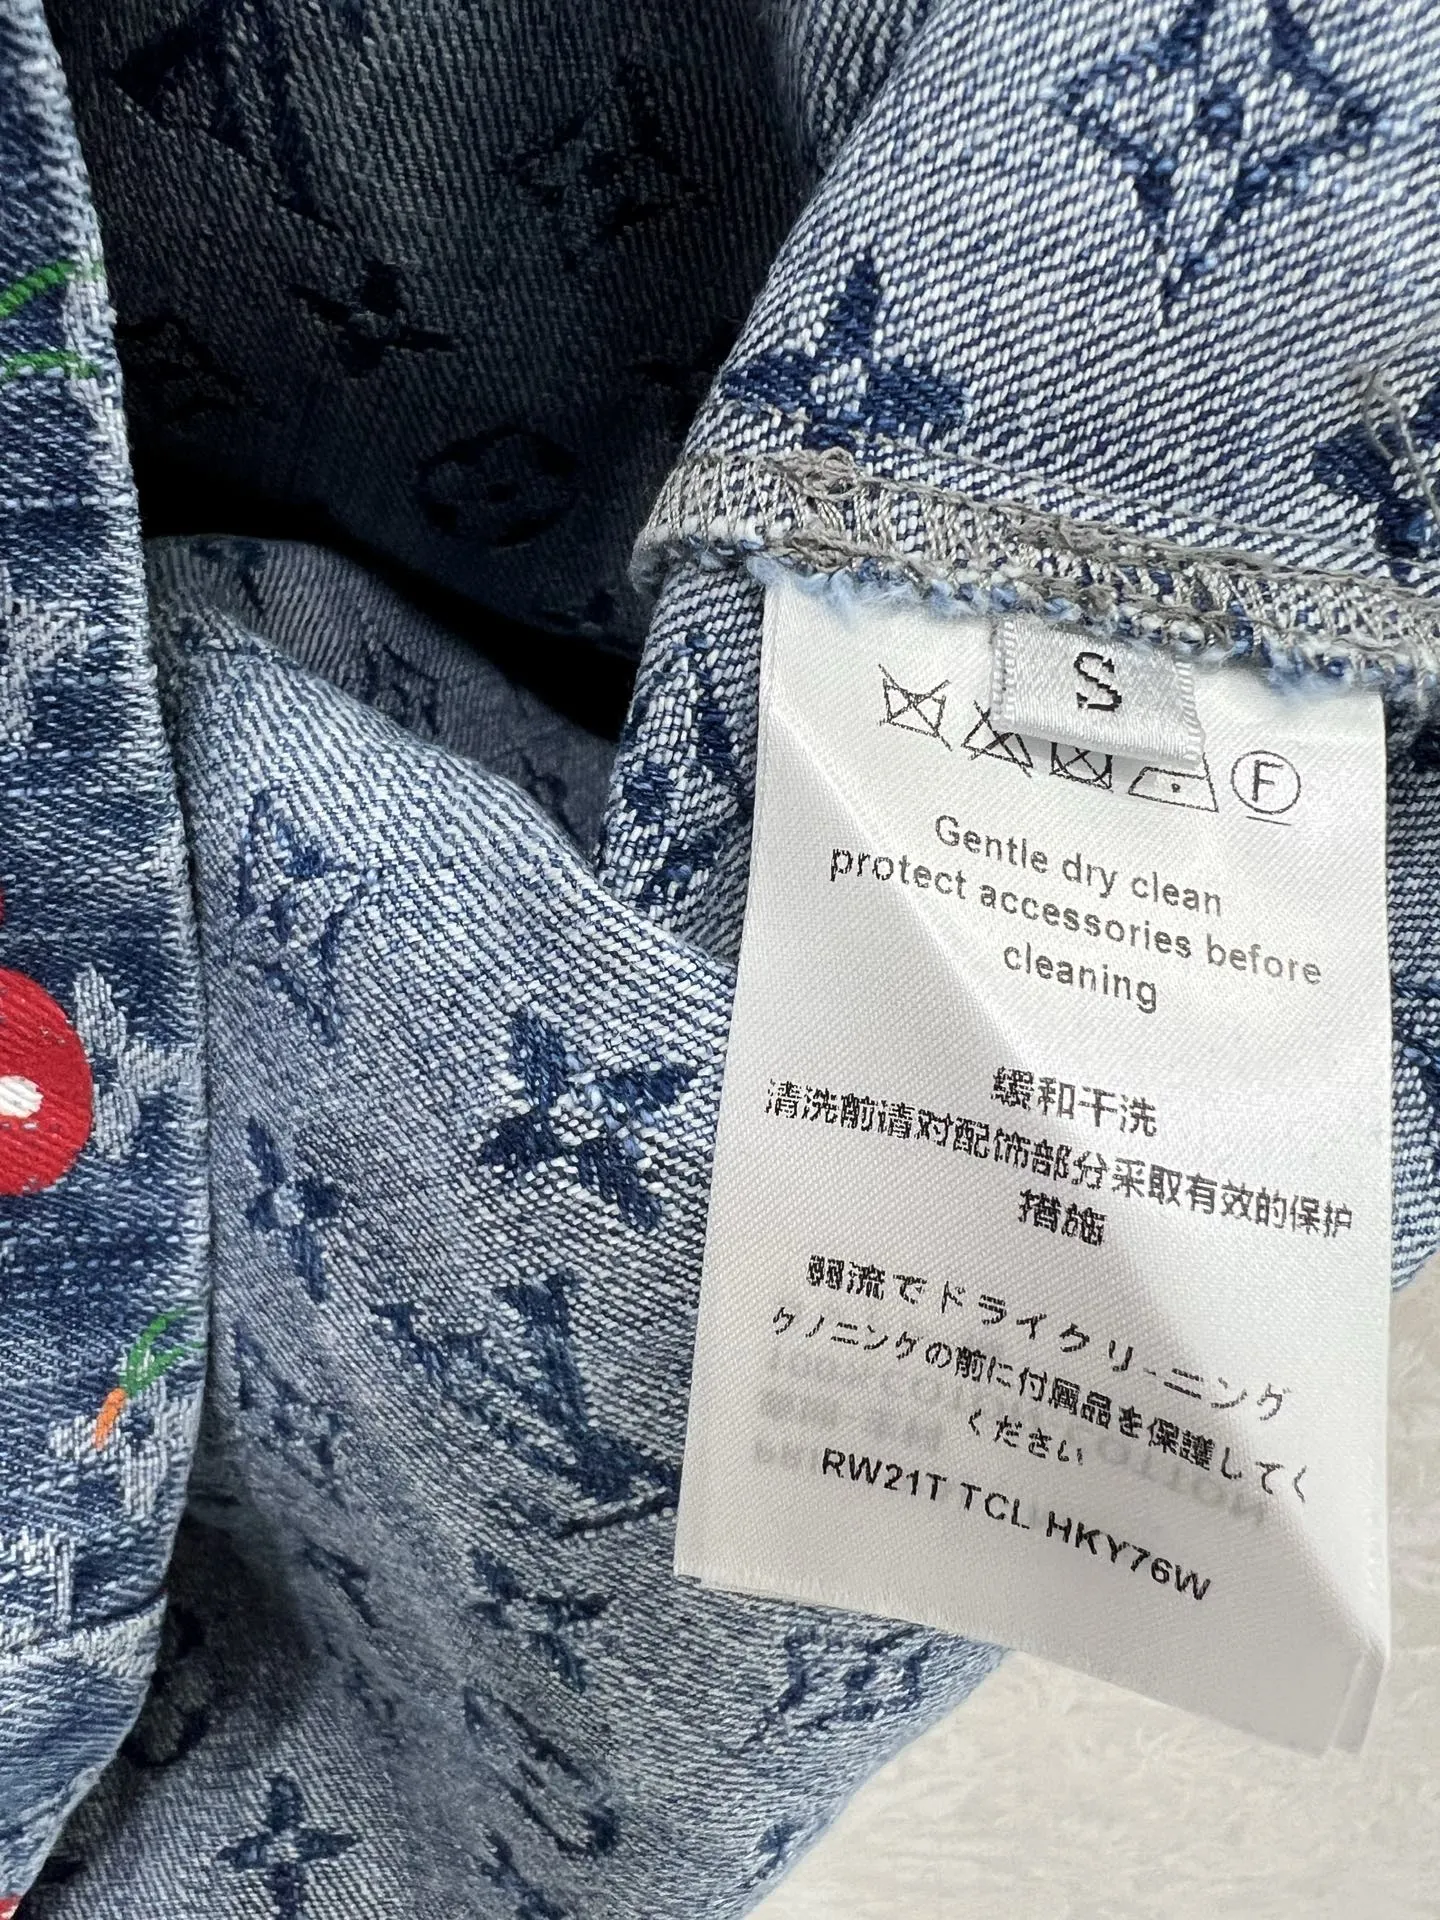 S
F
Gentle dry clean
protect accessories before
cleaning
缓和干洗
清洗前请对配饰部分采取有效的保护
措施
弱流でドライクリーニング
クノニングの前に付属品を保護してく
ください
RW21T TCL HKY76W